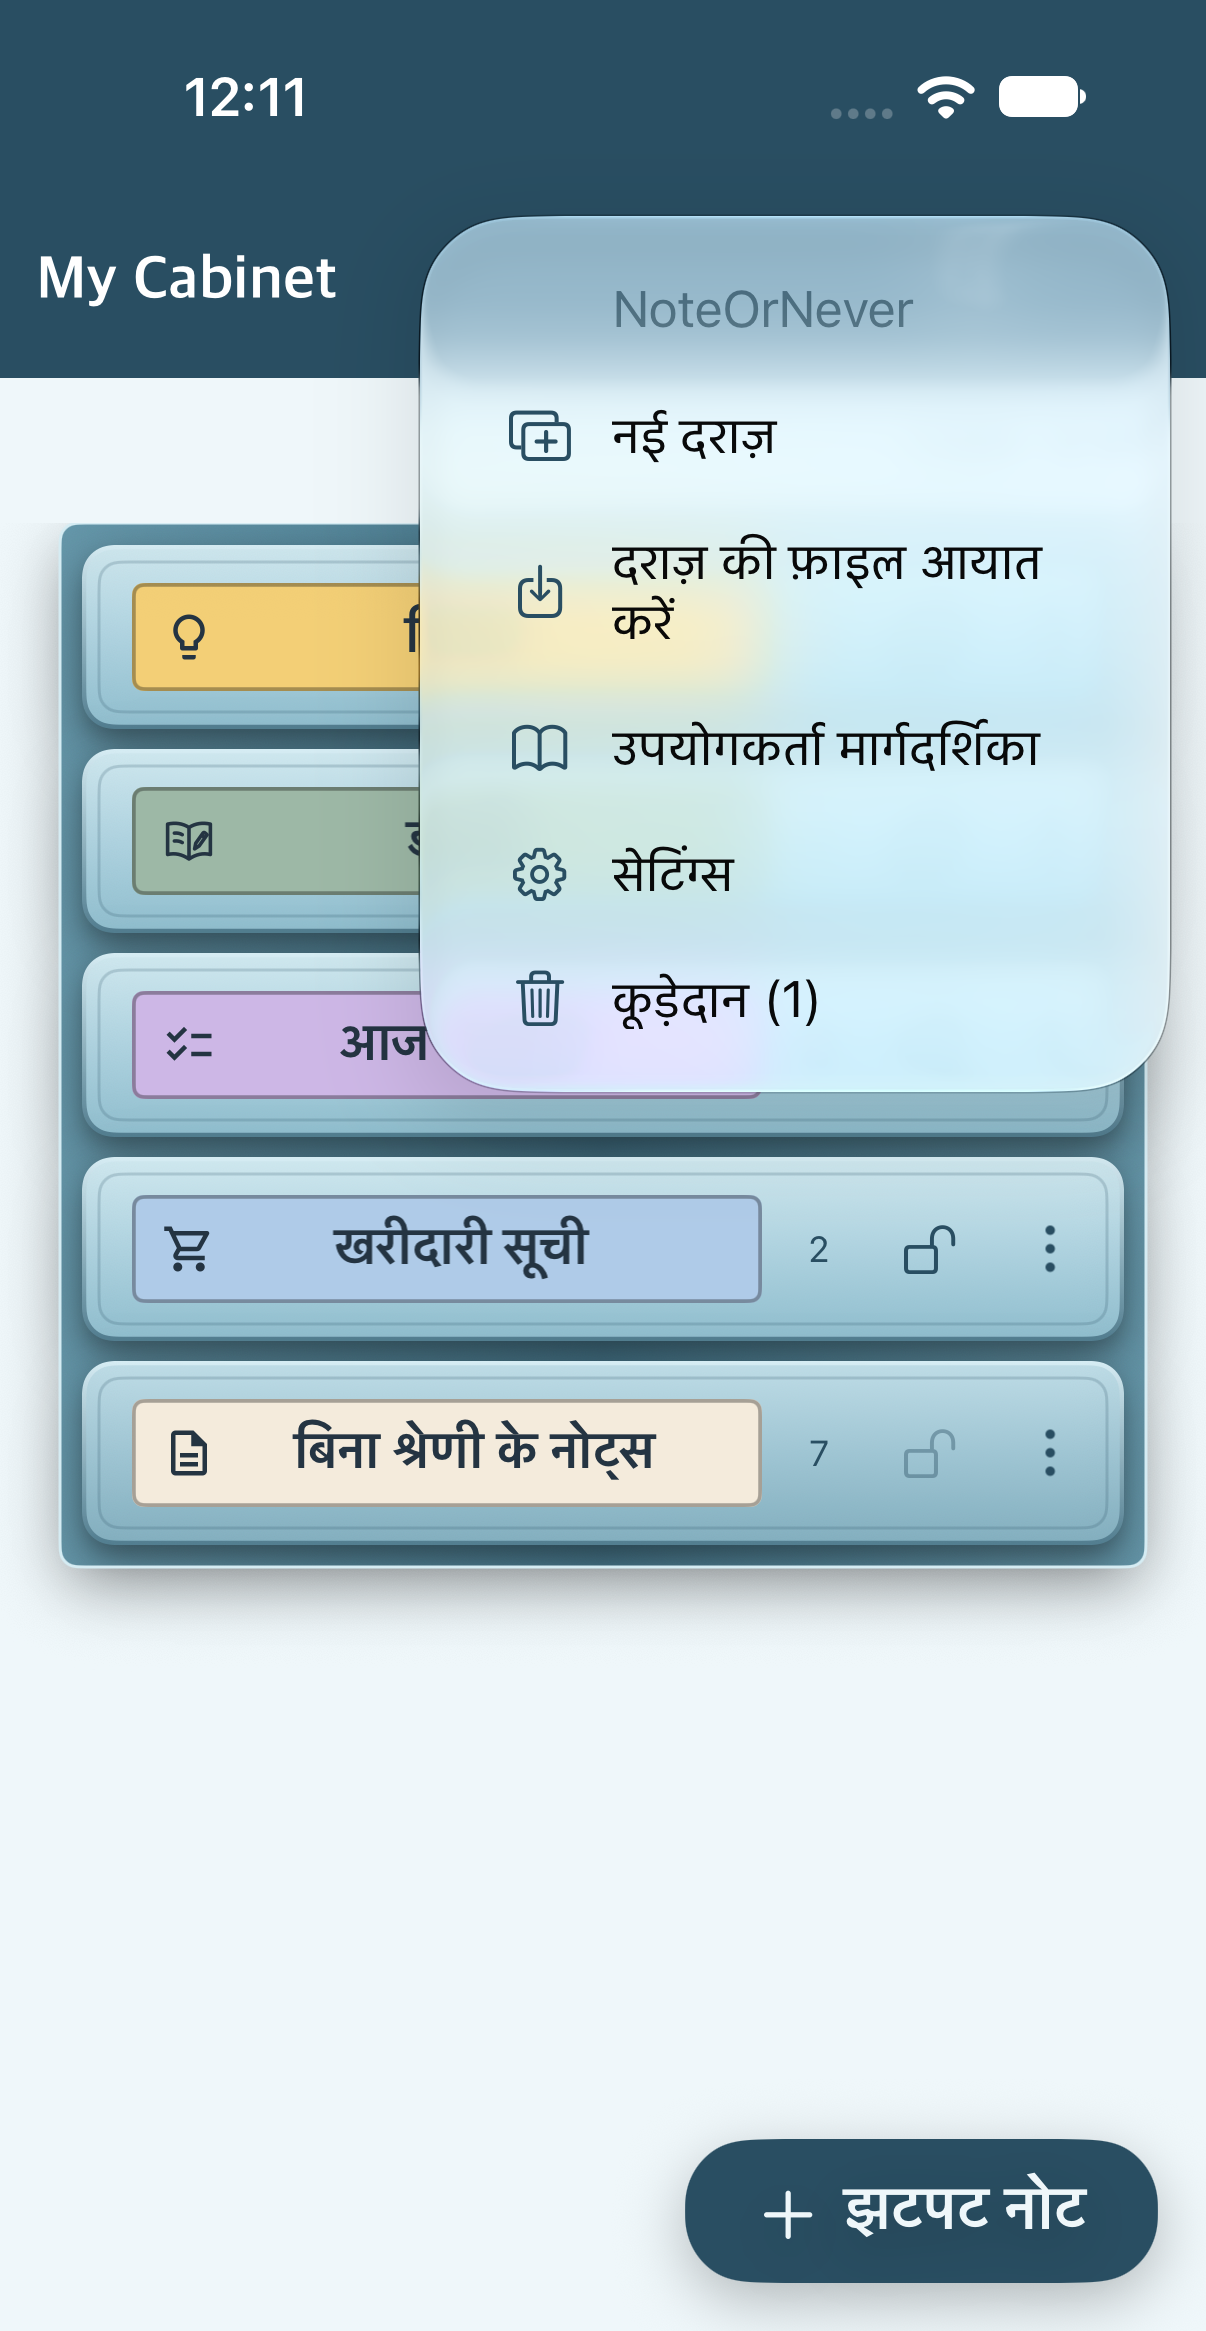 12:11
My Cabinet
NoteOrNever
नई दराज़
दराज़ की फ़ाइल आयात
करें
उपयोगकर्ता मार्गदर्शिका
सेटिंग्स
कूड़ेदान (1)
आज
खरीदारी सूची
2
बिना श्रेणी के नोट्स
7
झटपट नोट